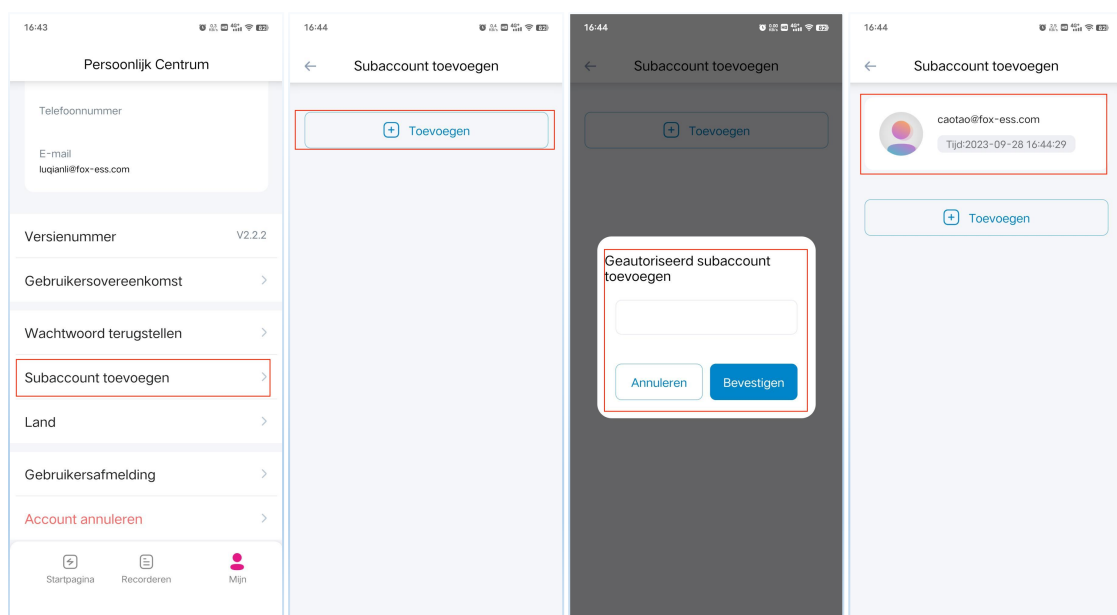 16:43
Persoonlijk Centrum
Telefoonnummer
E-mail
luqianli@fox-ess.com
Versienummer V2.2.2
Gebruikersovereenkomst
Wachtwoord terugstellen
Subaccount toevoegen
Land
Gebruikersafmelding
Account annuleren
Startpagina Recorderen Mijn
16:44
Subaccount toevoegen
Toevoegen
16:44
Subaccount toevoegen
Toevoegen
Geautoriseerd subaccount
toevoegen
Annuleren Bevestigen
16:44
Subaccount toevoegen
caotao@fox-ess.com
Tijd:2023-09-28 16:44:29
Toevoegen